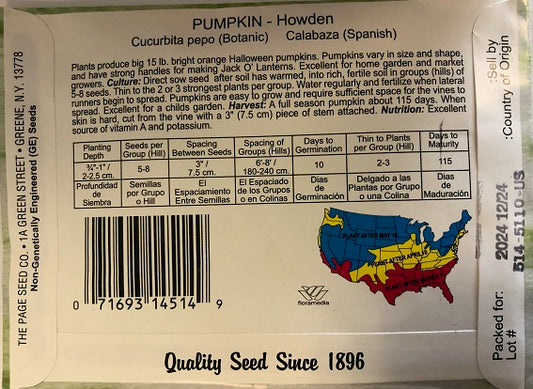 PUMPKIN - Howden
Cucurbita pepo (Botanic) Calabaza (Spanish)
Plants produce big 15 lb. bright orange Halloween pumpkins. Pumpkins vary in size and shape,
and have strong handles for making Jack O' Lanterns. Excellent for home garden and market
growers. Culture: Direct sow seed after soil has warmed, into rich, fertile soil in groups (hills) of
5-8 seeds. Thin to the 2 or 3 strongest plants per group. Water regularly and fertilize when lateral
runners begin to spread. Pumpkins are easy to grow and require sufficient space for the vines to
spread. Excellent for a childs garden. Harvest: A full season pumpkin about 115 days. When
skin is hard, cut from the vine with a 3" (7.5 cm) piece of stem attached. Nutrition: Excellent
source of vitamin A and potassium.
Planting Depth Seeds per Group (Hill) Spacing Between Seeds Spacing of Groups (Hills) Days to Germination Thin to Plants per Group (Hill) Days to Maturity
¾"-1" / 2-2.5 cm. 5-8 3" / 7.5 cm. 6'-8' / 180-240 cm. 10 2-3 115
Profundidad de Siembra Semillas por Grupo o Hill El Espaciamiento Entre Semillas El Espaciado de los Grupos o en Colinas Dias de Germinación Delgado a las Plantas por Grupo o una Colina Dias de Maduración
PLANT AFTER MAY 15
PLANT AFTER APRIL 15
PLANT AFTER MARCH
0 71693 14514 9
floramedia
Quality Seed Since 1896
THE PAGE SEED CO. • 1A GREEN STREET • GREENE, N.Y. 13778
Non-Genetically Engineered (GE) Seeds
:Sell by
:Country of Origin
Packed for: 2024 12/24
Lot # 514-5110-US